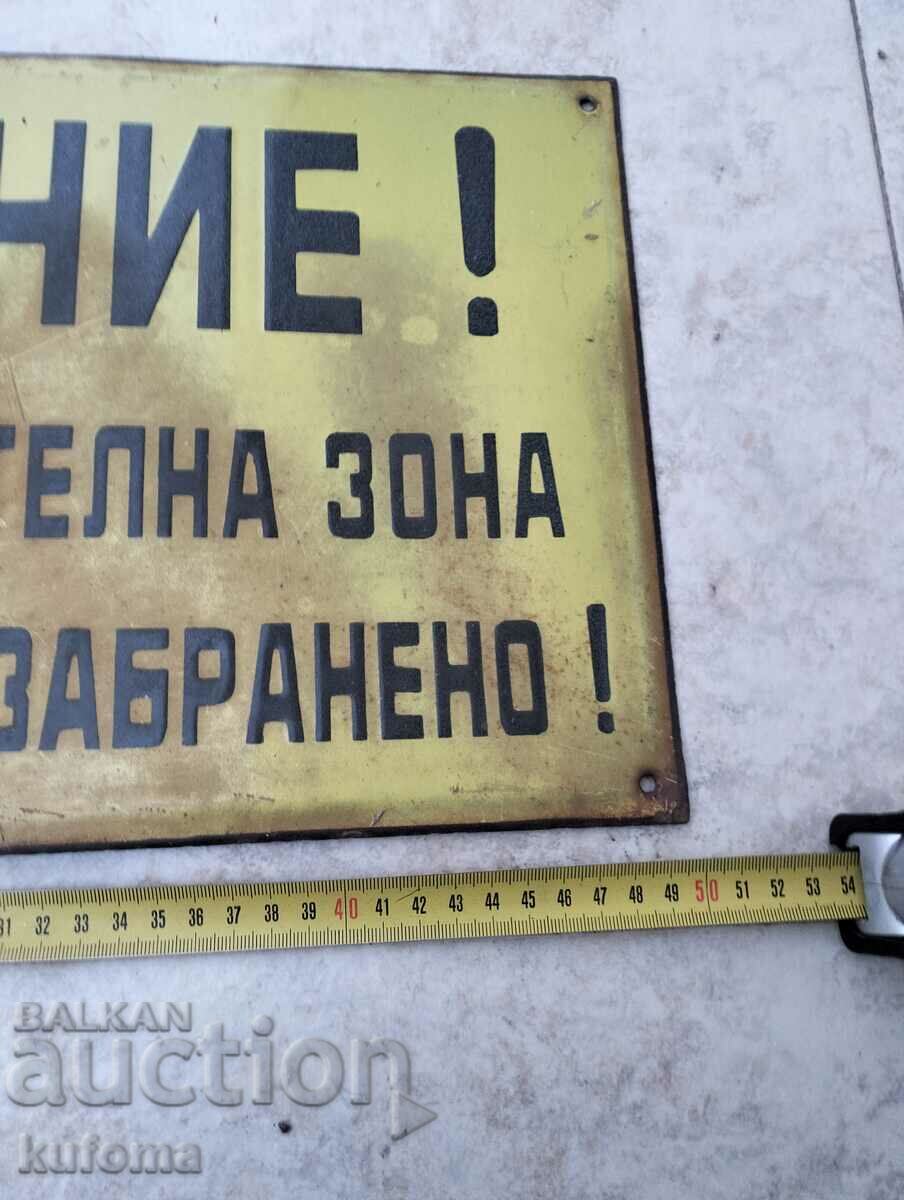 ЧИЕ !
ТЕЛНА ЗОНА
ЗАБРАНЕНО !
31 32 33 34 35 36 37 38 39 40 41 42 43 44 45 46 47 48 49 50 51 52 53 54
BALKAN
auction
kufoma